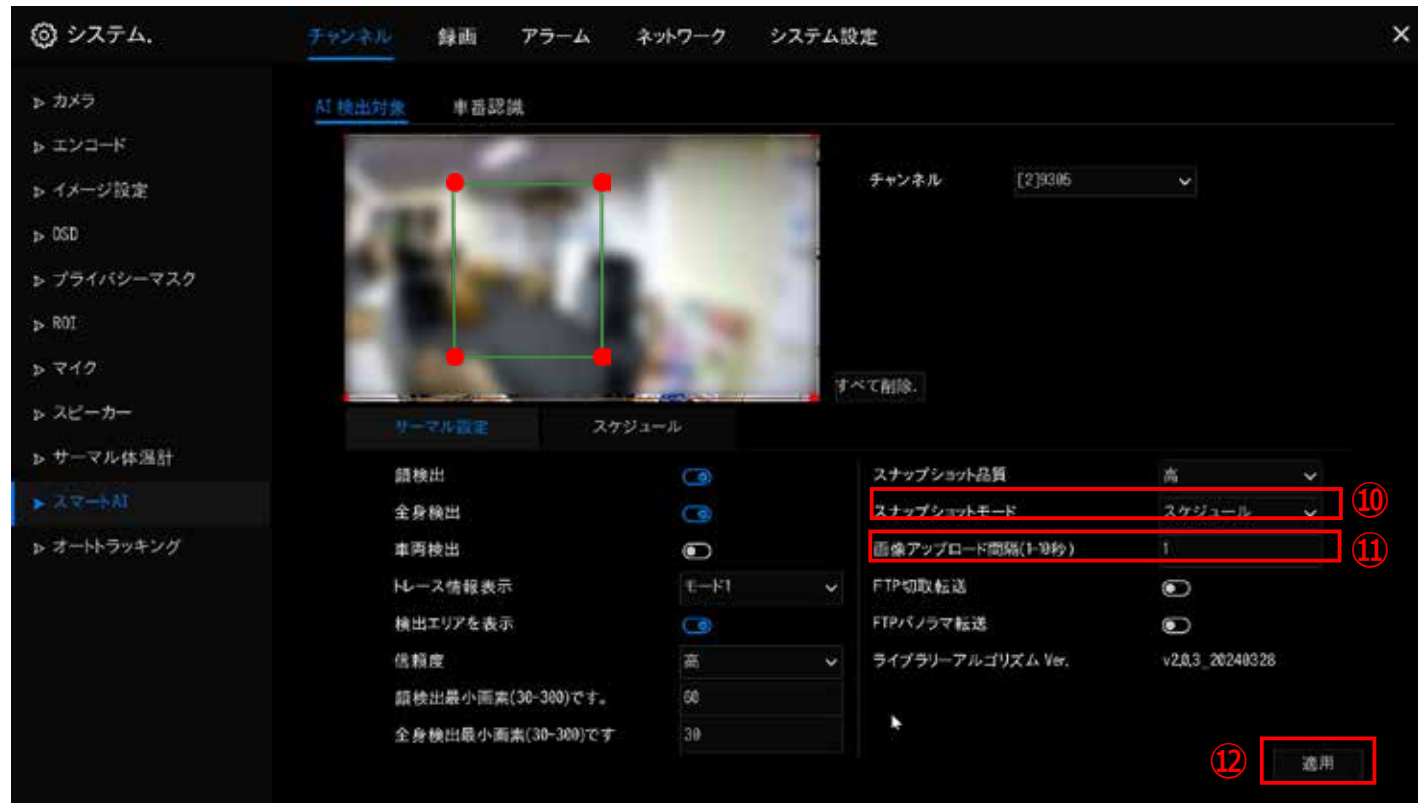 システム.
チャンネル 録画 アラーム ネットワーク システム設定 ×
カメラ
エンコード
イメージ設定
OSD
プライバシーマスク
ROI
マイク
スピーカー
サーマル体温計
スマートAI
オートトラッキング
AI 検出対象 車番認識
チャンネル [2]9305
すべて削除.
サーマル設定 スケジュール
顔検出
全身検出
車両検出
トレース情報表示 モード1
検出エリアを表示
信頼度 高
顔検出最小画素(30-300)です。 60
全身検出最小画素(30-300)です 30
スナップショット品質 高
スナップショットモード スケジュール ⑩
画像アップロード間隔(1-10秒) 1 ⑪
FTP切取転送
FTPパノラマ転送
ライブラリーアルゴリズム Ver. v2.0.3_20240328
⑫ 適用